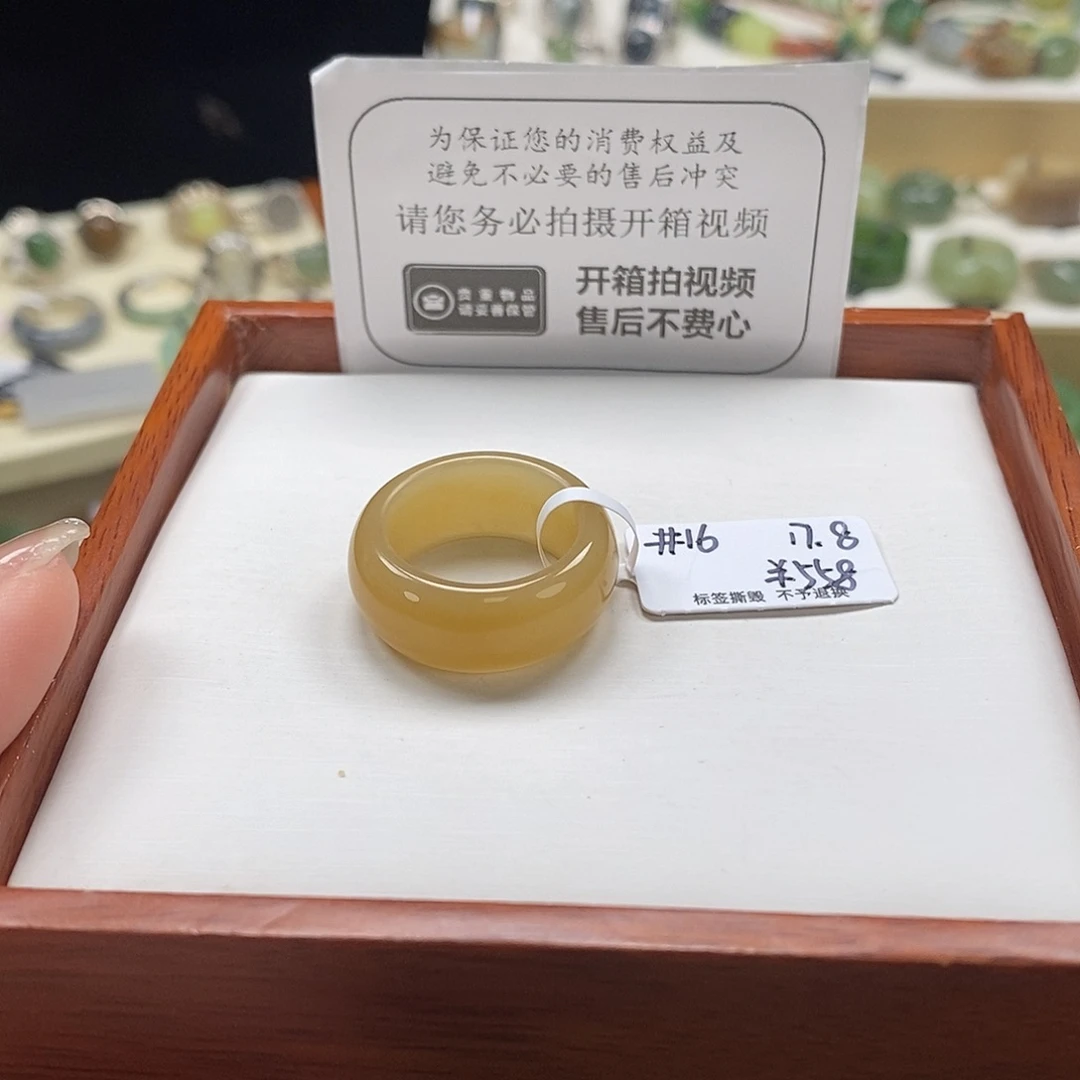 为保证您的消费权益及
避免不必要的售后冲突
请您务必拍摄开箱视频
贵重物品
请妥善保管
开箱拍视频
售后不费心
#16 17.8
¥558
标签撕毁 不予退换